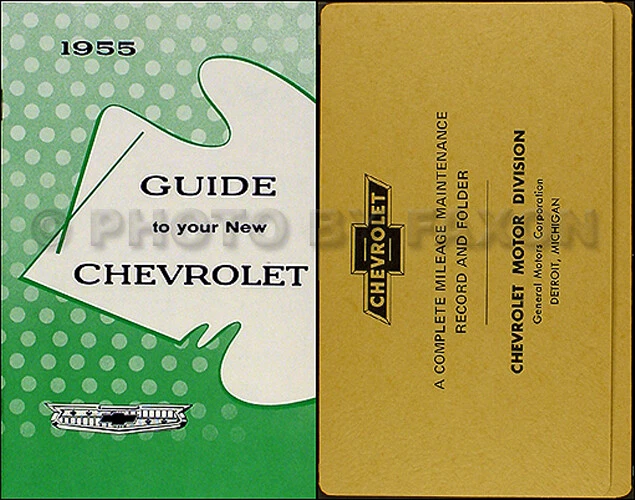 1955
GUIDE
to your New
CHEVROLET
© PHOTO BY FAXON
CHEVROLET
A COMPLETE MILEAGE MAINTENANCE
RECORD AND FOLDER
CHEVROLET MOTOR DIVISION
General Motors Corporation
DETROIT, MICHIGAN